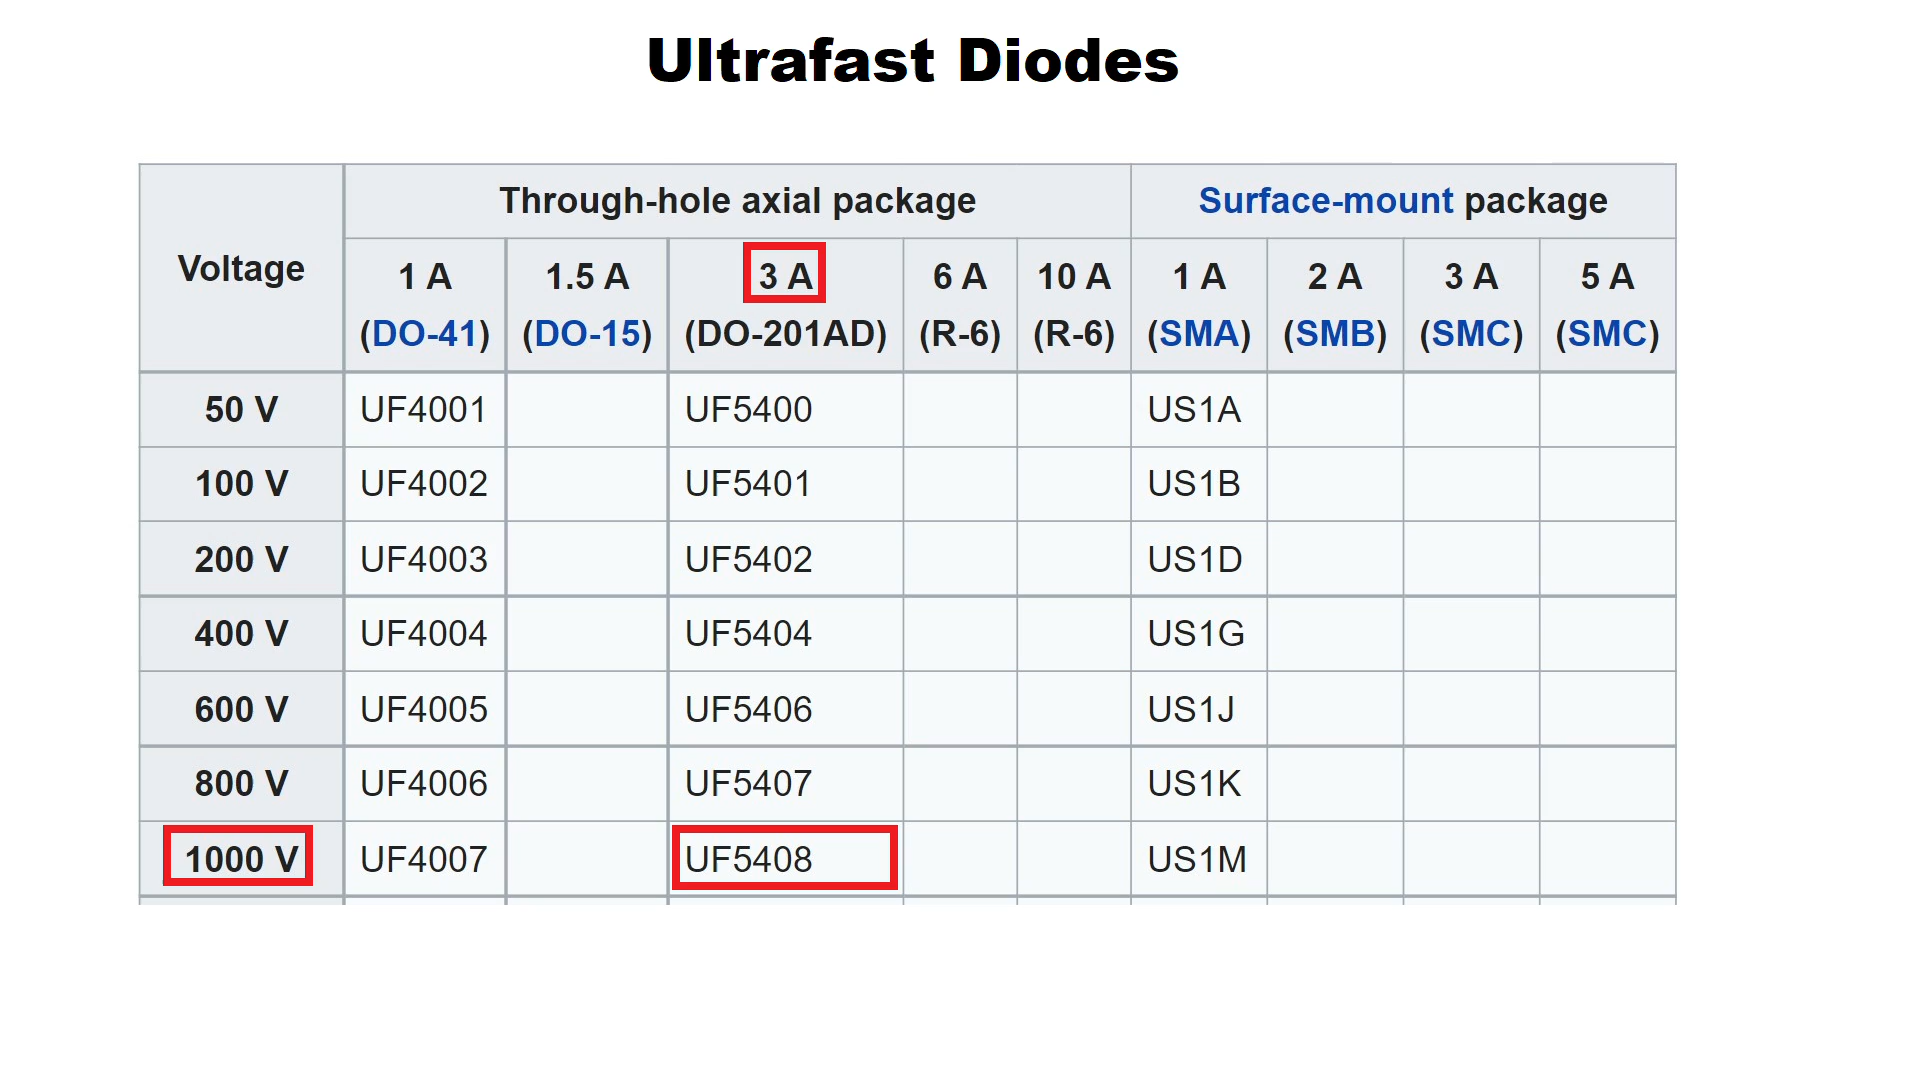 Ultrafast Diodes
Through-hole axial package Surface-mount package
Voltage
1 A 1.5 A 3 A 6 A 10 A 1 A 2 A 3 A 5 A
(DO-41) (DO-15) (DO-201AD) (R-6) (R-6) (SMA) (SMB) (SMC) (SMC)
50 V UF4001 UF5400 US1A
100 V UF4002 UF5401 US1B
200 V UF4003 UF5402 US1D
400 V UF4004 UF5404 US1G
600 V UF4005 UF5406 US1J
800 V UF4006 UF5407 US1K
1000 V UF4007 UF5408 US1M